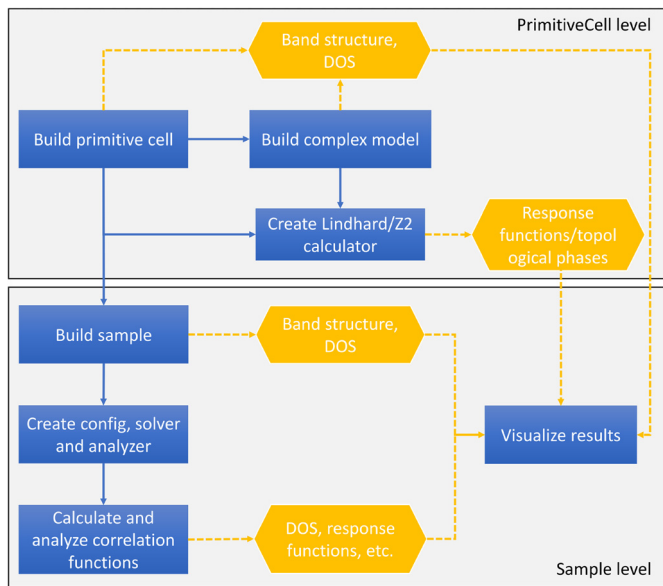 PrimitiveCell level
Band structure,
DOS
Build primitive cell
Build complex model
Create Lindhard/Z2
calculator
Response
functions/topol
ogical phases
Build sample
Band structure,
DOS
Create config, solver
and analyzer
Visualize results
Calculate and
analyze correlation
functions
DOS, response
functions, etc.
Sample level